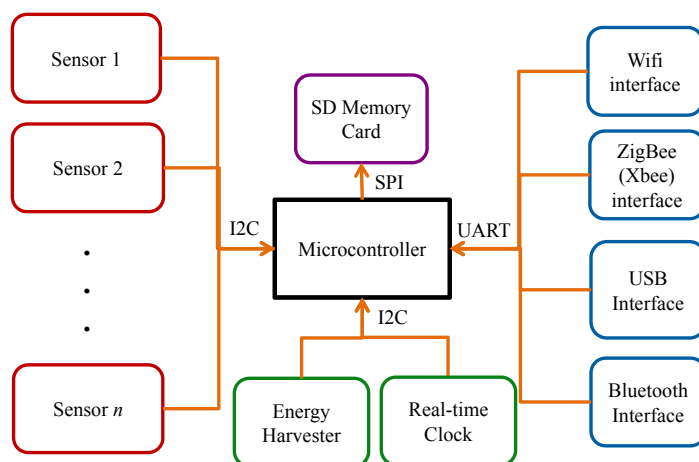 Sensor 1
Sensor 2
Sensor n
I2C
SD Memory
Card
SPI
Microcontroller
UART
I2C
Energy
Harvester
Real-time
Clock
Wifi
interface
ZigBee
(Xbee)
interface
USB
Interface
Bluetooth
Interface